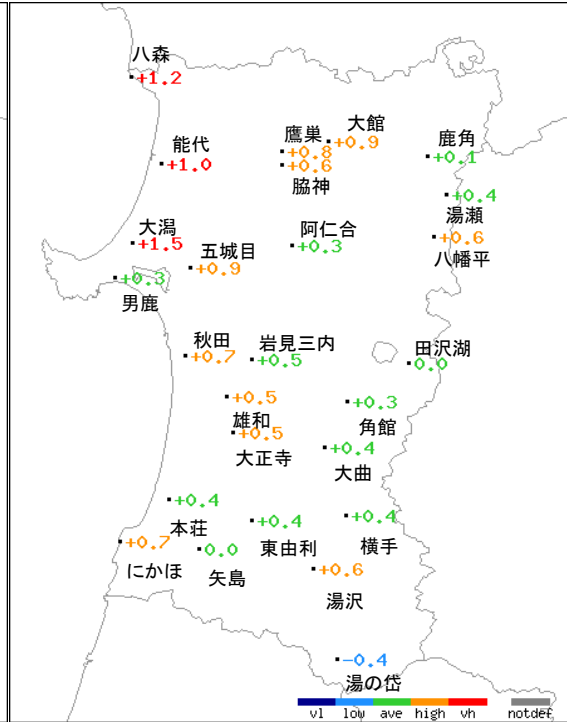 八森
+1.2
能代
+1.0
鷹巣
+0.8
大館
+0.9
+0.6
脇神
鹿角
+0.1
+0.4
湯瀬
大潟
+1.5
五城目
+0.9
阿仁合
+0.3
+0.6
八幡平
+0.3
男鹿
秋田
+0.7
岩見三内
+0.5
田沢湖
0.0
+0.5
雄和
+0.5
大正寺
+0.3
角館
+0.4
大曲
+0.4
本荘
+0.4
東由利
+0.4
横手
+0.7
にかほ
0.0
矢島
+0.6
湯沢
-0.4
湯の岱
vl low ave high vh notdef